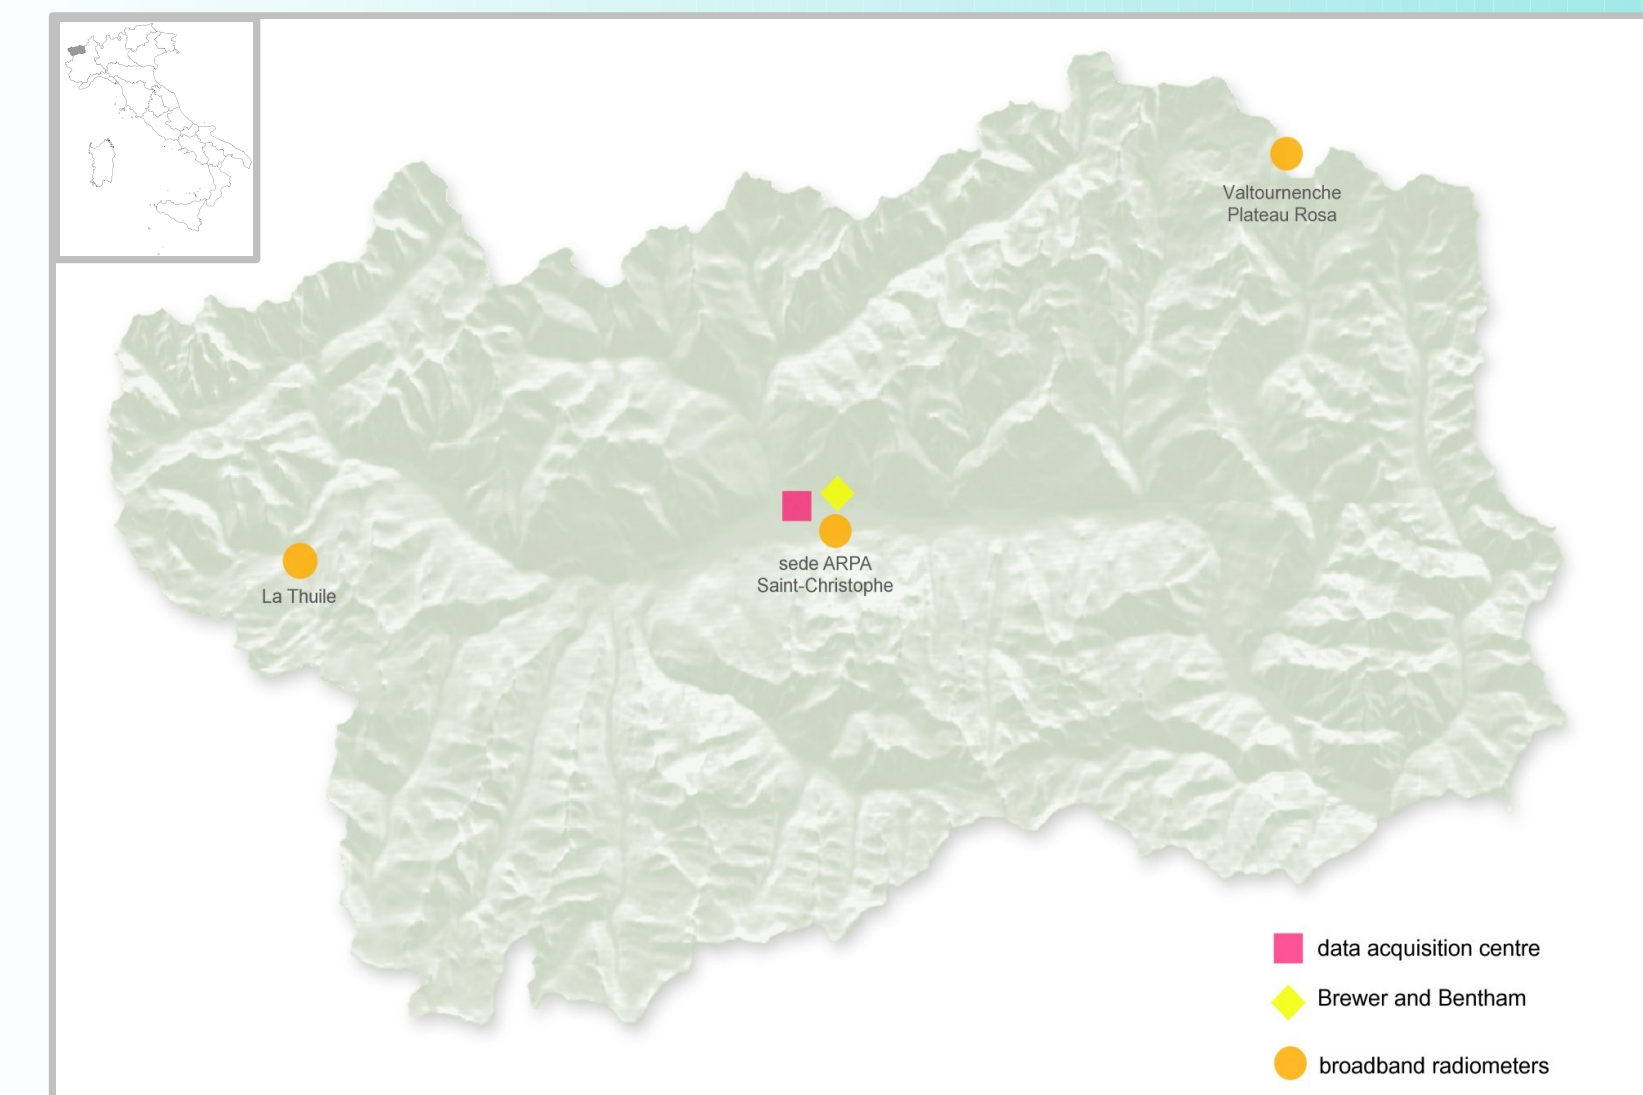 Valtournenche
Plateau Rosa
sede ARPA
Saint-Christophe
La Thuile
data acquisition centre
Brewer and Bentham
broadband radiometers